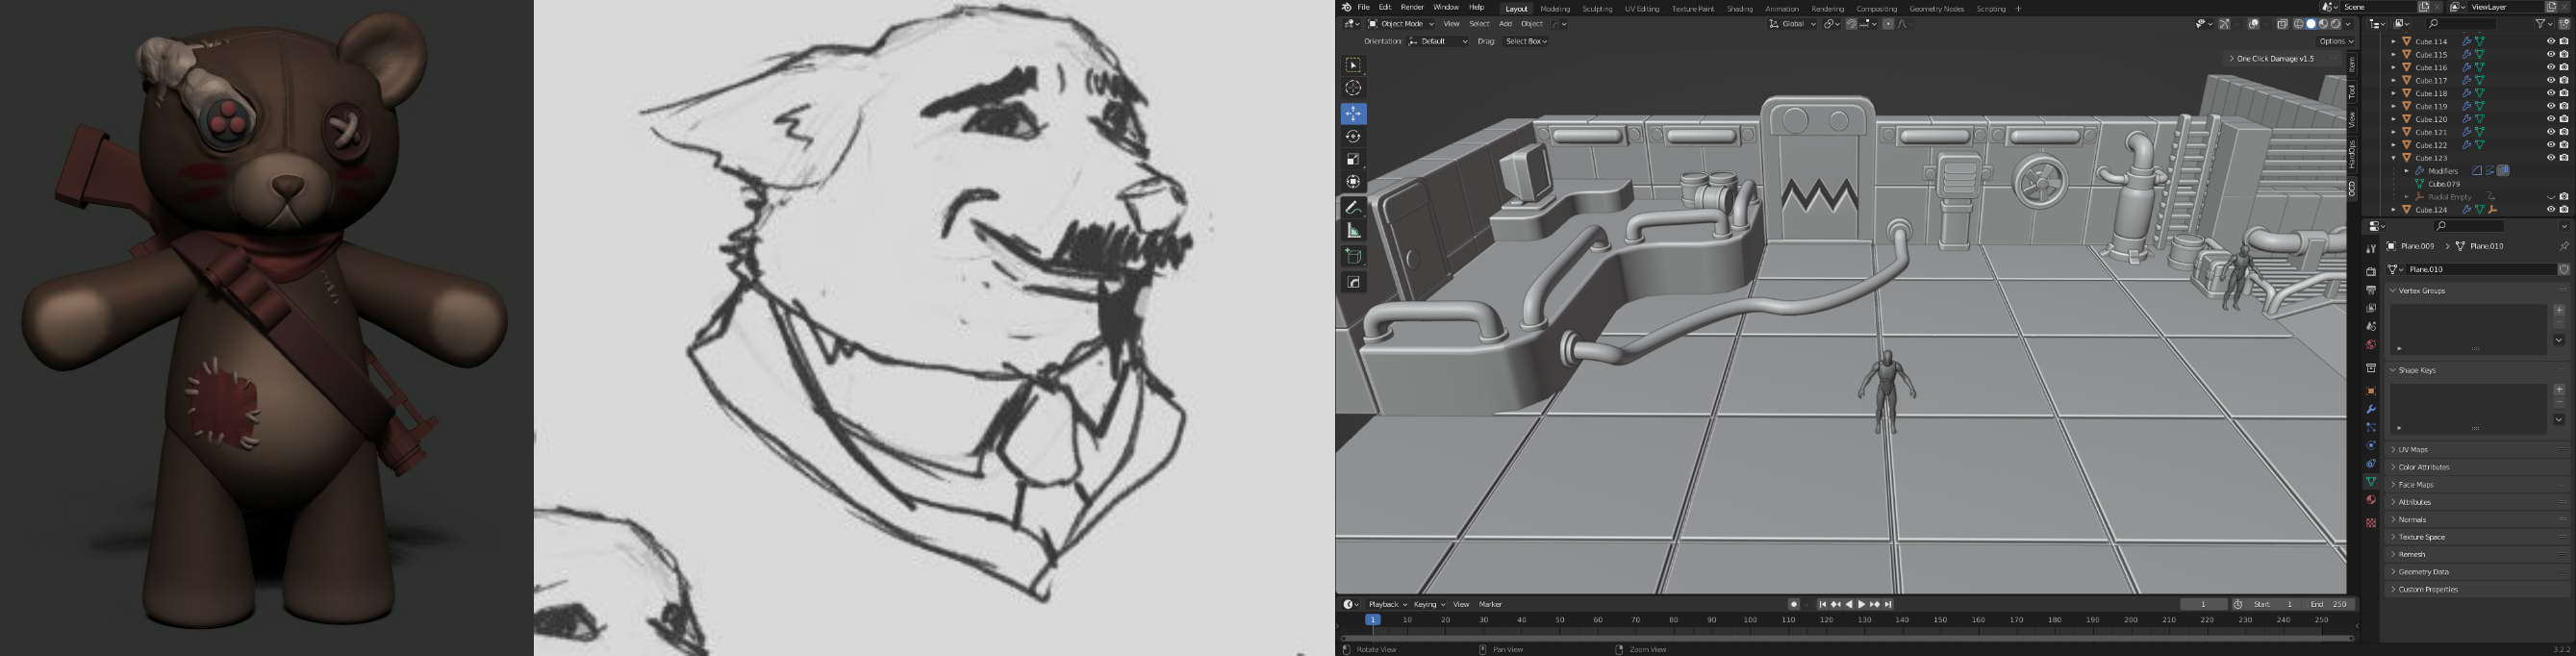 File Edit Render Window Help Layout Modeling Sculpting UV Editing Texture Paint Shading Animation Rendering Compositing Geometry Nodes Scripting + Scene ViewLayer
Object Mode View Select Add Object Global
Orientation: Default Drag: Select Box Options
One Click Damage v1.5
Item
Tool
View
HardOps
OCD
Cube.114
Cube.115
Cube.116
Cube.117
Cube.118
Cube.119
Cube.120
Cube.121
Cube.122
Cube.123
Modifiers
Cube.079
Radial Empty
Cube.124
Plane.009 > Plane.010
Plane.010
Vertex Groups
Shape Keys
UV Maps
Color Attributes
Face Maps
Attributes
Normals
Texture Space
Remesh
Geometry Data
Custom Properties
Playback Keying View Marker 1 Start 1 End 250
1 10 20 30 40 50 60 70 80 90 100 110 120 130 140 150 160 170 180 190 200 210 220 230 240 250
Rotate View Pan View Zoom View 3.2.2